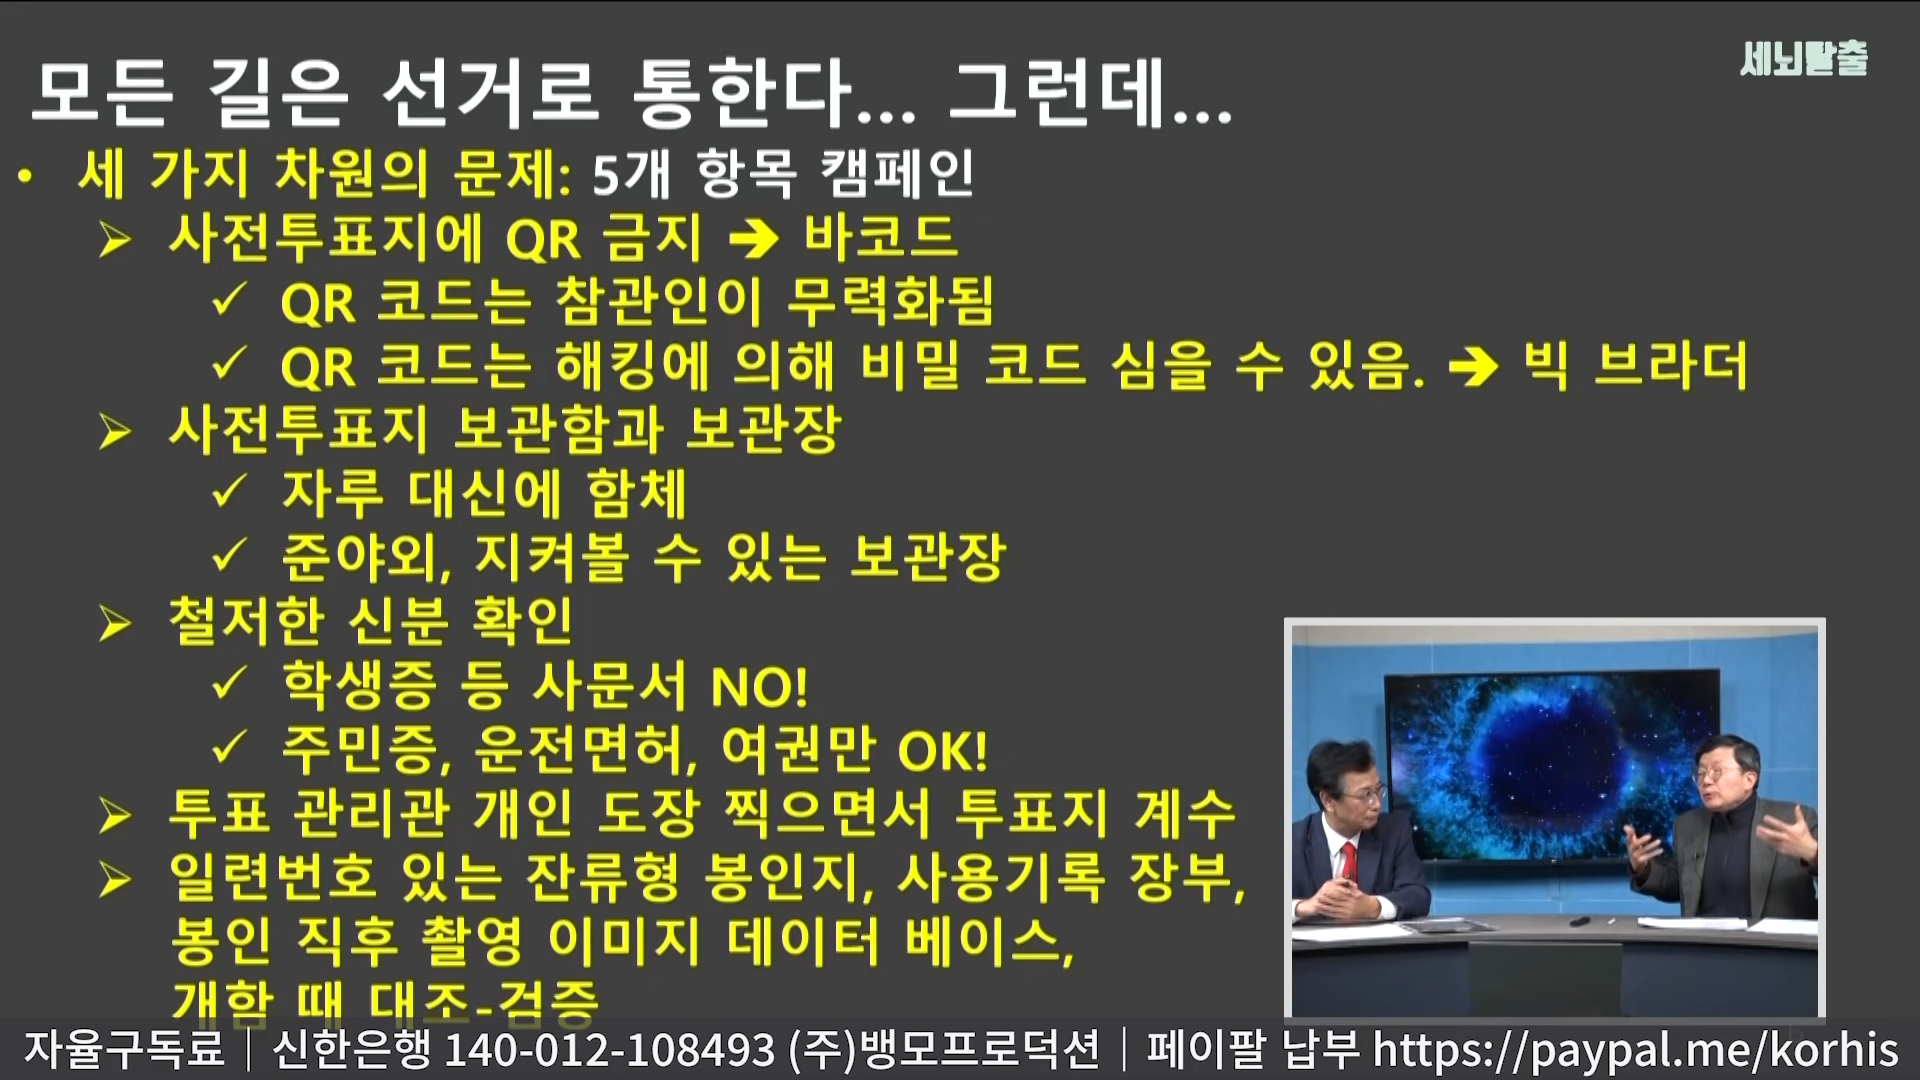 모든 길은 선거로 통한다... 그런데...
세뇌탈출
• 세 가지 차원의 문제: 5개 항목 캠페인
➢ 사전투표지에 QR 금지 ➔ 바코드
✓ QR 코드는 참관인이 무력화됨
✓ QR 코드는 해킹에 의해 비밀 코드 심을 수 있음. ➔ 빅 브라더
➢ 사전투표지 보관함과 보관장
✓ 자루 대신에 함체
✓ 준야외, 지켜볼 수 있는 보관장
➢ 철저한 신분 확인
✓ 학생증 등 사문서 NO!
✓ 주민증, 운전면허, 여권만 OK!
➢ 투표 관리관 개인 도장 찍으면서 투표지 계수
➢ 일련번호 있는 잔류형 봉인지, 사용기록 장부,
봉인 직후 촬영 이미지 데이터 베이스,
개함 때 대조-검증
자율구독료｜신한은행 140-012-108493 (주)뱅모프로덕션｜페이팔 납부 https://paypal.me/korhis